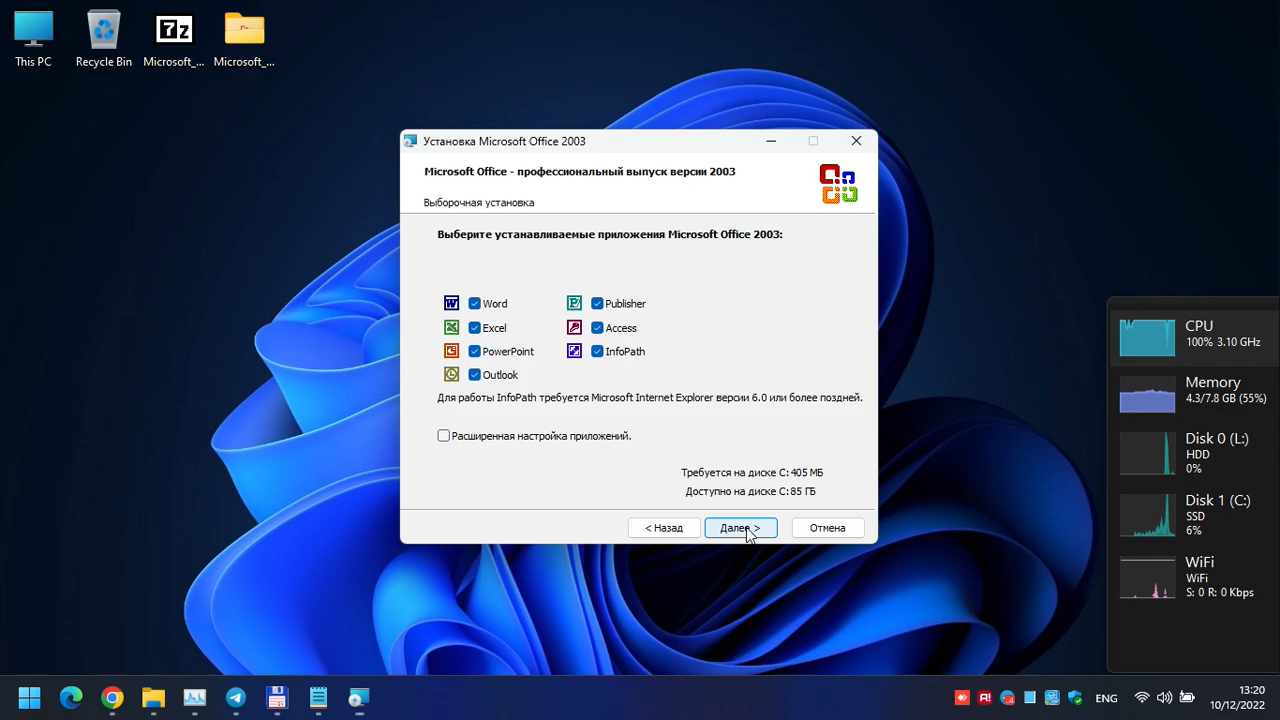 This PC
Recycle Bin
Microsoft_...
Microsoft_...
Установка Microsoft Office 2003
Microsoft Office - профессиональный выпуск версии 2003
Выборочная установка
Выберите устанавливаемые приложения Microsoft Office 2003:
Word
Publisher
Excel
Access
PowerPoint
InfoPath
Outlook
Для работы InfoPath требуется Microsoft Internet Explorer версии 6.0 или более поздней.
Расширенная настройка приложений.
Требуется на диске C: 405 МБ
Доступно на диске C: 85 ГБ
< Назад
Далее >
Отмена
CPU
100% 3.10 GHz
Memory
4.3/7.8 GB (55%)
Disk 0 (L:)
HDD
0%
Disk 1 (C:)
SSD
6%
WiFi
WiFi
S: 0 R: 0 Kbps
ENG
13:20
10/12/2022